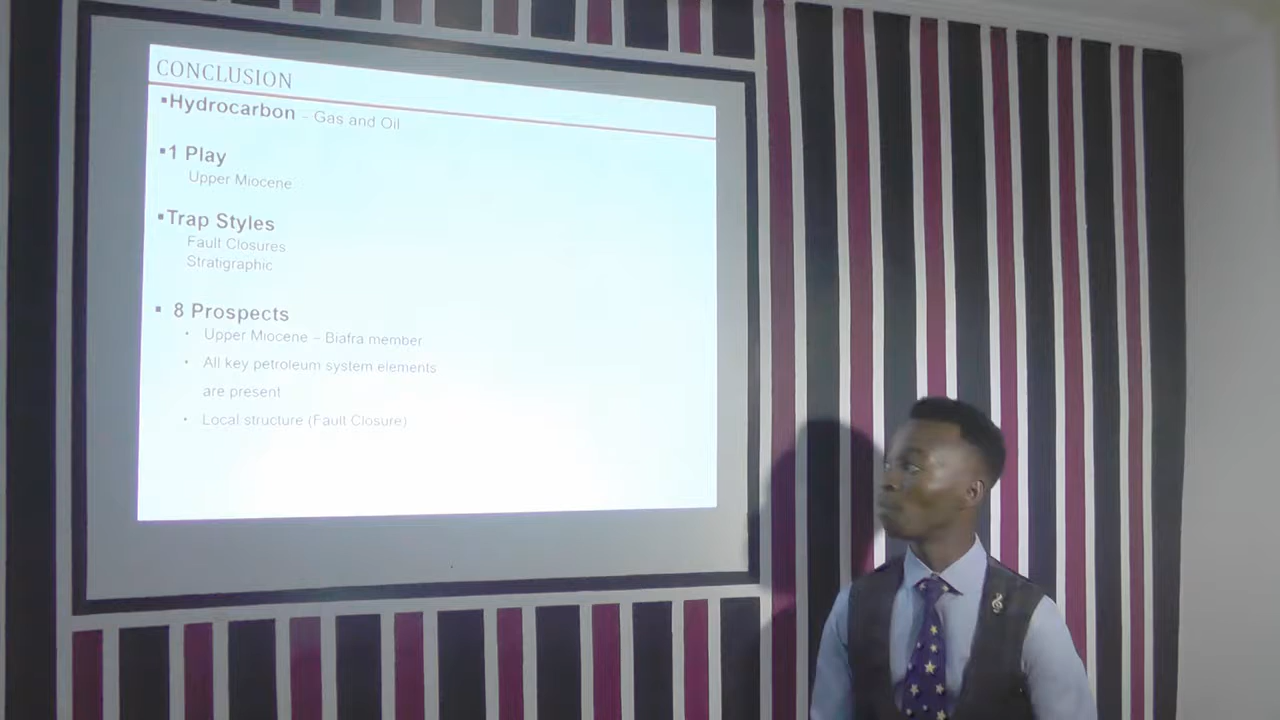 CONCLUSION
▪Hydrocarbon – Gas and Oil
▪1 Play
Upper Miocene
▪Trap Styles
Fault Closures
Stratigraphic
▪ 8 Prospects
• Upper Miocene – Biafra member
• All key petroleum system elements
are present
• Local structure (Fault Closure)